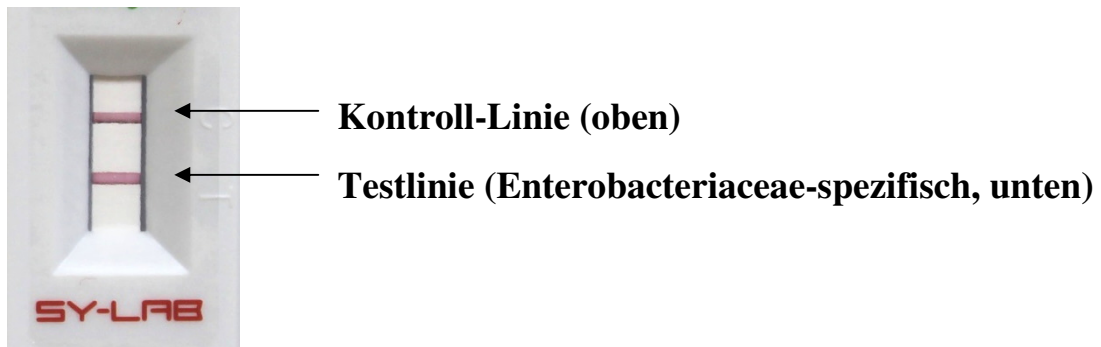 C
Kontroll-Linie (oben)
T
Testlinie (Enterobacteriaceae-spezifisch, unten)
SY-LAB